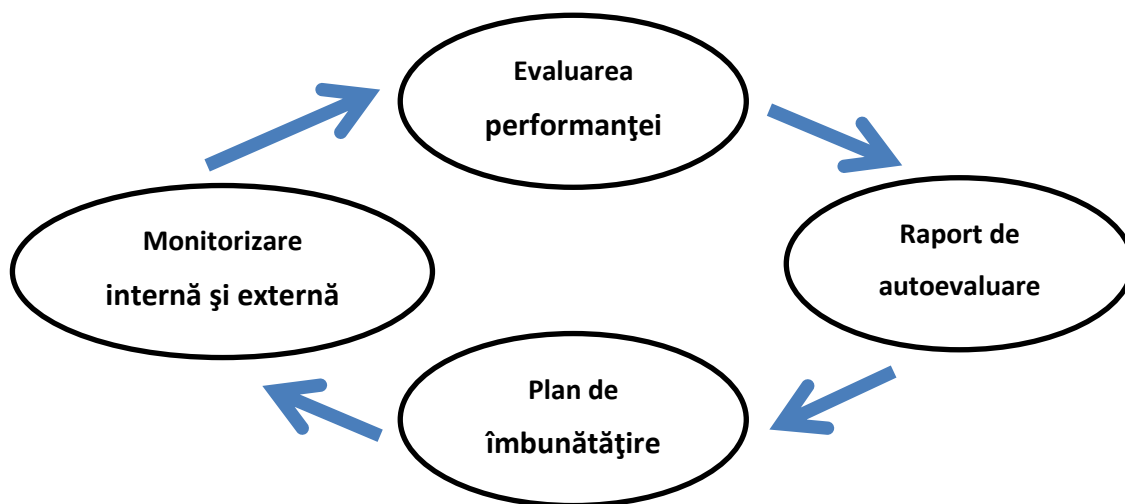 Evaluarea
performanţei
Monitorizare
internă şi externă
Raport de
autoevaluare
Plan de
îmbunătăţire